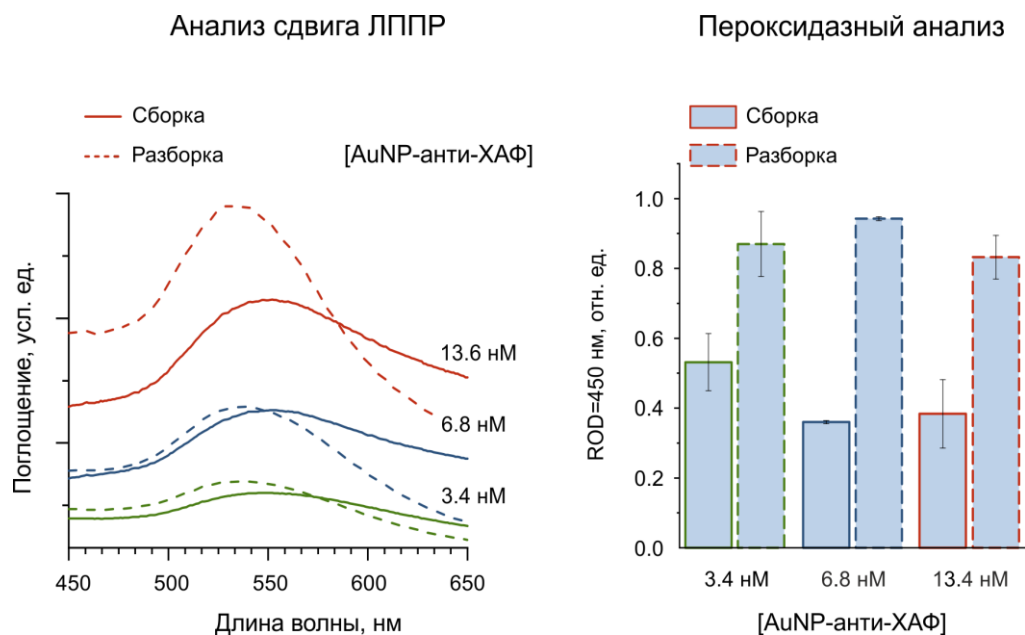 Анализ сдвига ЛППР
Сборка
Разборка
[AuNP-анти-ХАФ]
Поглощение, усл. ед.
13.6 нМ
6.8 нМ
3.4 нМ
450 500 550 600 650
Длина волны, нм
Пероксидазный анализ
Сборка
Разборка
ROD=450 нм, отн. ед.
1.0
0.8
0.6
0.4
0.2
0.0
3.4 нМ 6.8 нМ 13.4 нМ
[AuNP-анти-ХАФ]